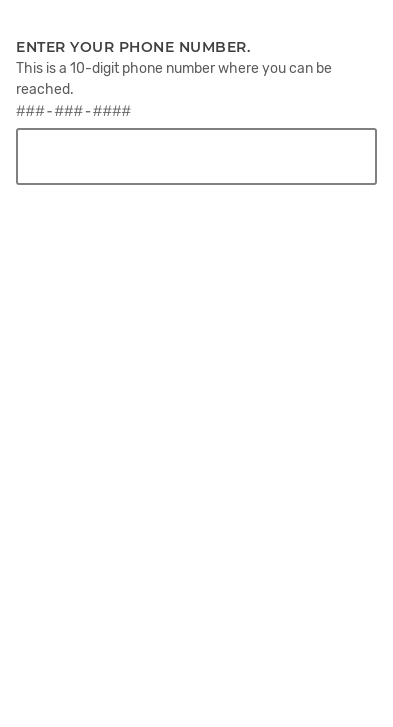 ENTER YOUR PHONE NUMBER.
This is a 10-digit phone number where you can be
reached.
###-###-####